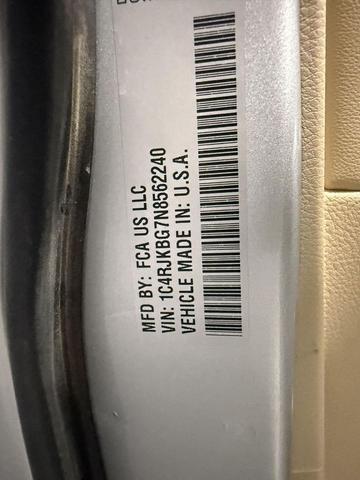 MFD BY: FCA US LLC
VIN: 1C4RJKBG7N8562240
VEHICLE MADE IN: U.S.A.